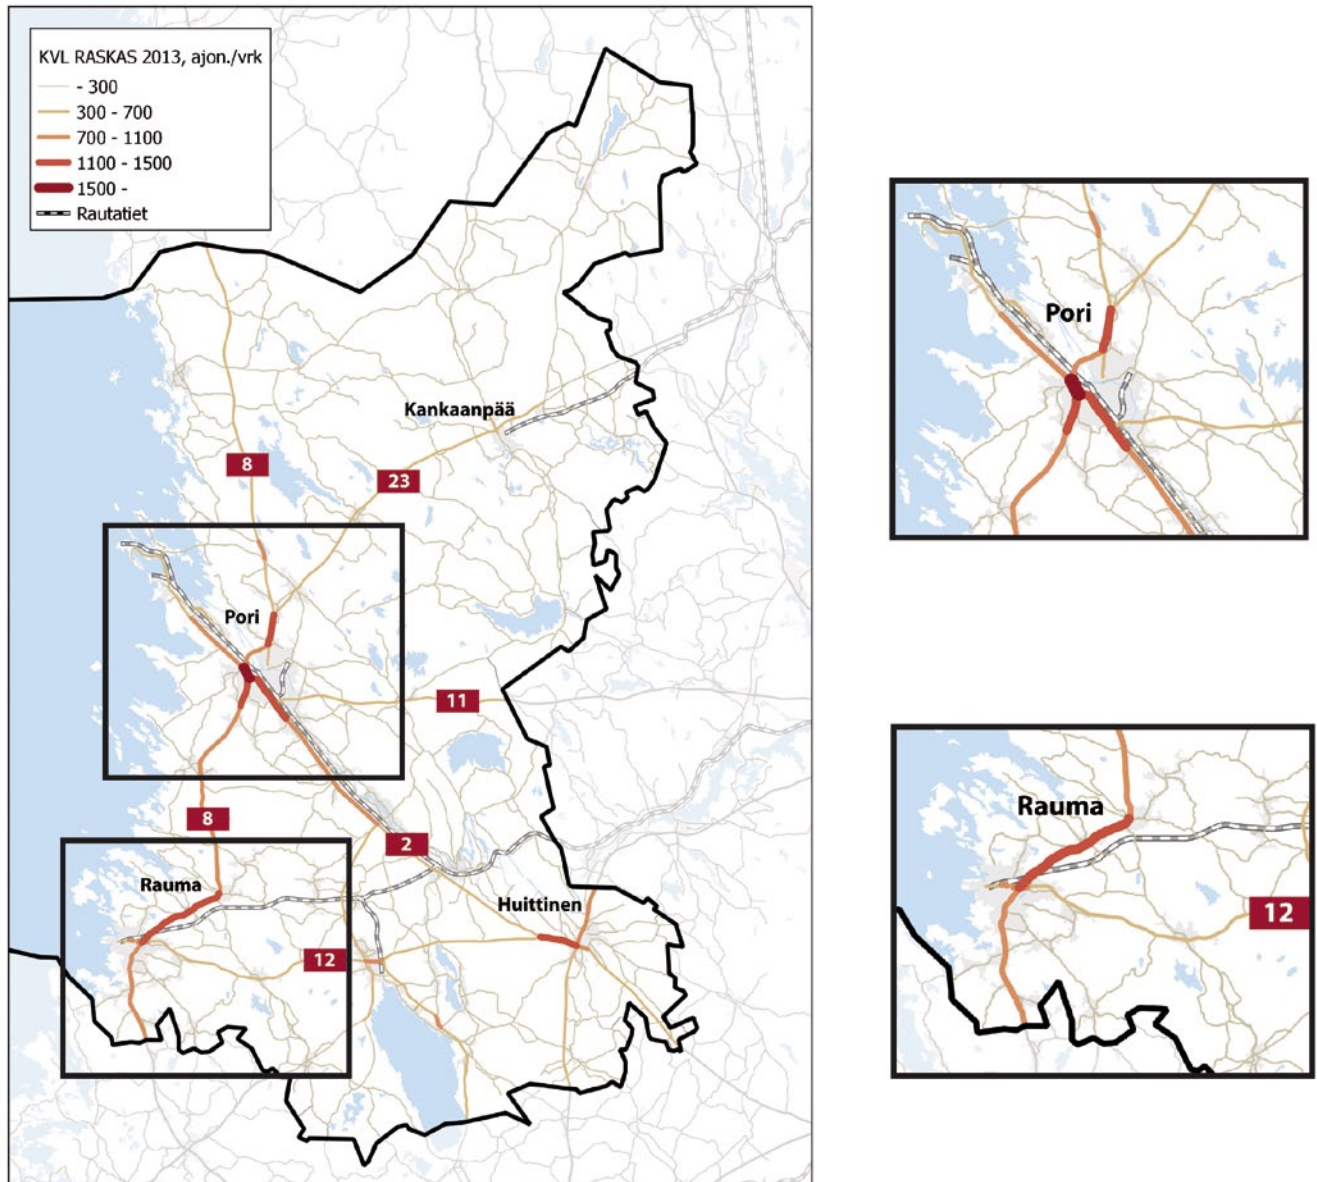 KVL RASKAS 2013, ajon./vrk
- 300
300 - 700
700 - 1100
1100 - 1500
1500 -
Rautatiet
Kankaanpää
8
23
Pori
11
8
2
Rauma
Huittinen
12
Pori
Rauma
12